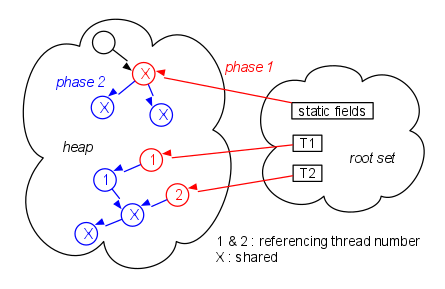 phase 1
X
phase 2
X
X
static fields
heap
1
T1
root set
1
2
T2
X
X
1 & 2 : referencing thread number
X : shared